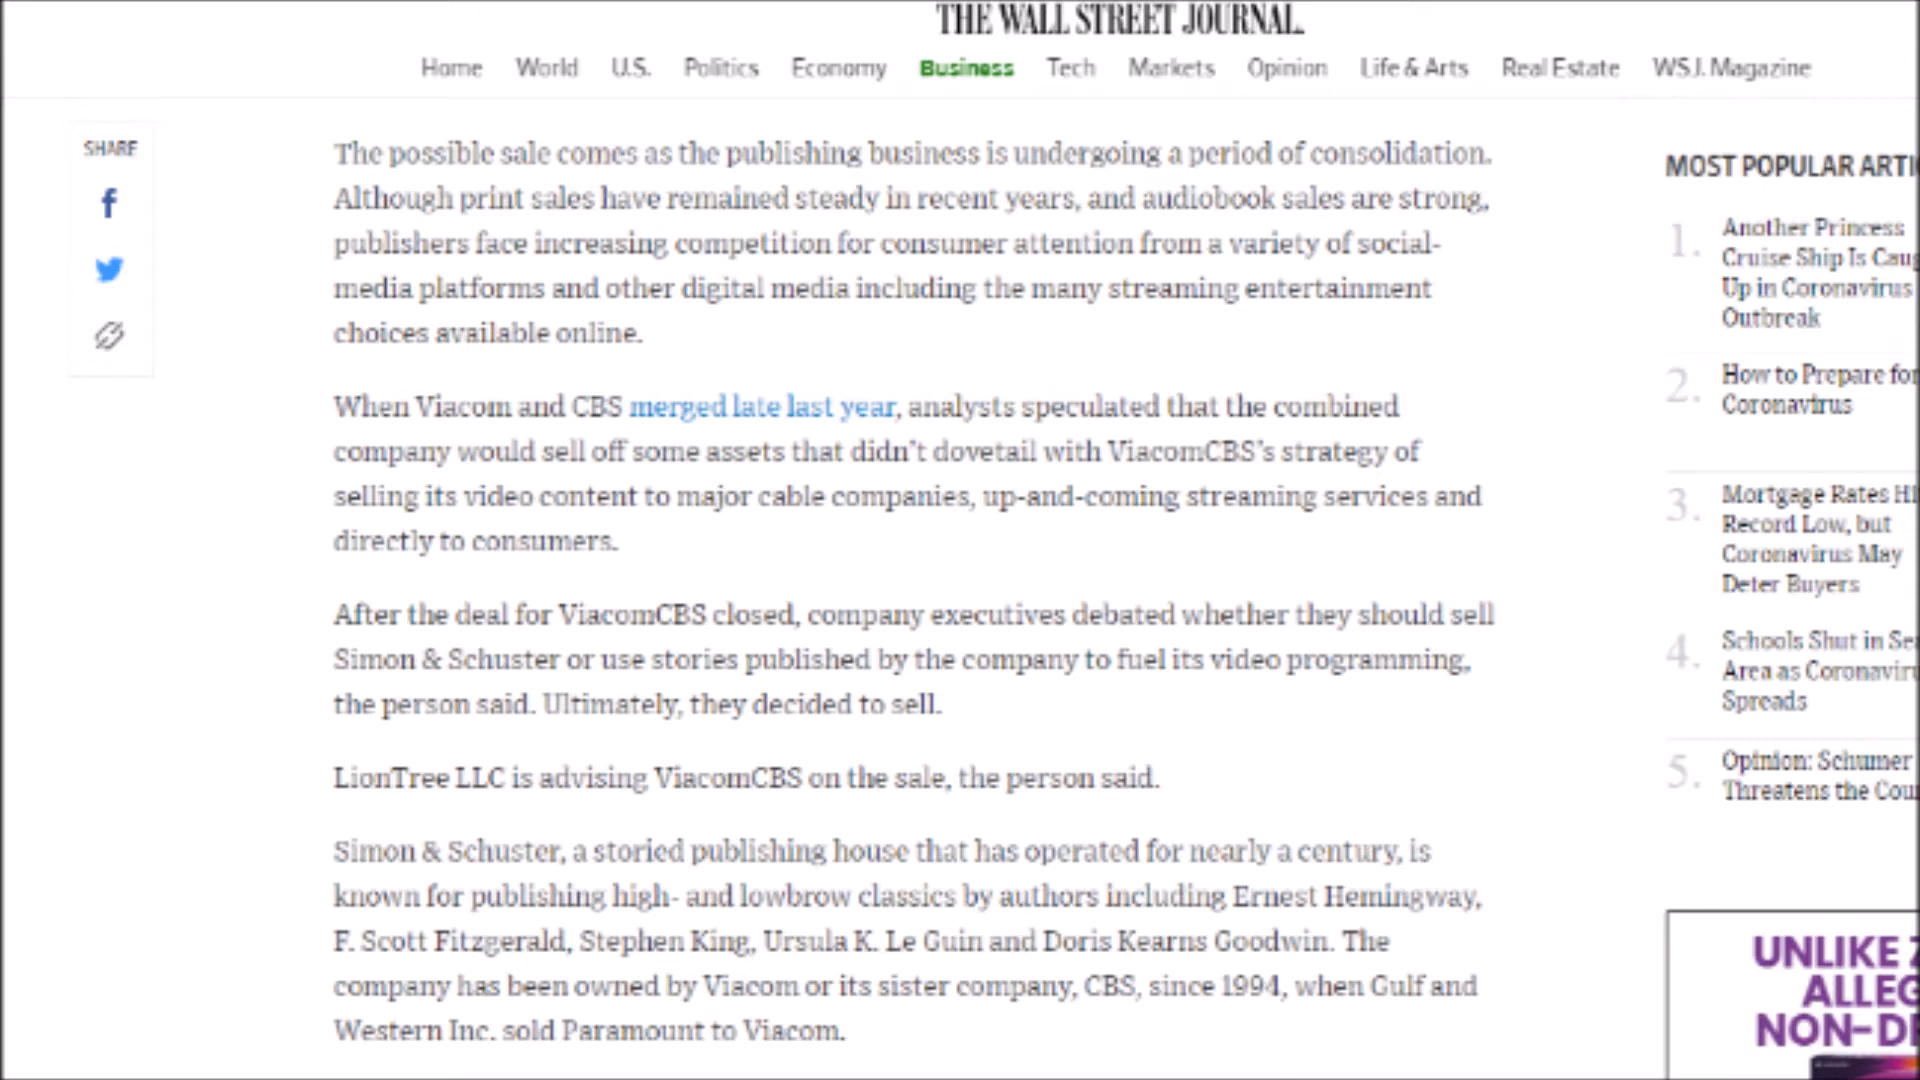 THE WALL STREET JOURNAL.
Home World U.S. Politics Economy Business Tech Markets Opinion Life & Arts Real Estate WSJ. Magazine
SHARE
The possible sale comes as the publishing business is undergoing a period of consolidation.
Although print sales have remained steady in recent years, and audiobook sales are strong,
publishers face increasing competition for consumer attention from a variety of social-
media platforms and other digital media including the many streaming entertainment
choices available online.
When Viacom and CBS merged late last year, analysts speculated that the combined
company would sell off some assets that didn't dovetail with ViacomCBS's strategy of
selling its video content to major cable companies, up-and-coming streaming services and
directly to consumers.
After the deal for ViacomCBS closed, company executives debated whether they should sell
Simon & Schuster or use stories published by the company to fuel its video programming,
the person said. Ultimately, they decided to sell.
LionTree LLC is advising ViacomCBS on the sale, the person said.
Simon & Schuster, a storied publishing house that has operated for nearly a century, is
known for publishing high- and lowbrow classics by authors including Ernest Hemingway,
F. Scott Fitzgerald, Stephen King, Ursula K. Le Guin and Doris Kearns Goodwin. The
company has been owned by Viacom or its sister company, CBS, since 1994, when Gulf and
Western Inc. sold Paramount to Viacom.
MOST POPULAR
1. Another Princess
Cruise Ship Is
Up in Coronavirus
Outbreak
2. How to Prepare for
Coronavirus
3. Mortgage Rates
Record Low, but
Coronavirus May
Deter Buyers
4. Schools Shut in
Area as
Spreads
5. Opinion: Schumer
Threatens the
UNLIKE